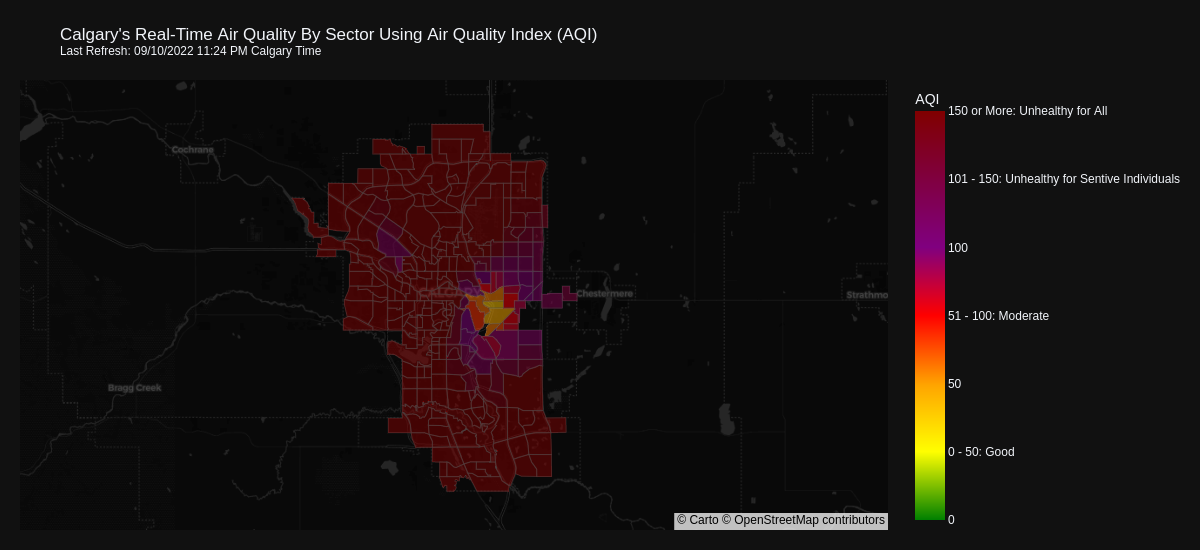 Calgary's Real-Time Air Quality By Sector Using Air Quality Index (AQI)
Last Refresh: 09/10/2022 11:24 PM Calgary Time
AQI
150 or More: Unhealthy for All
101 - 150: Unhealthy for Sentive Individuals
100
51 - 100: Moderate
50
0 - 50: Good
0
Cochrane
Chestermere
Strathmo
Bragg Creek
© Carto © OpenStreetMap contributors